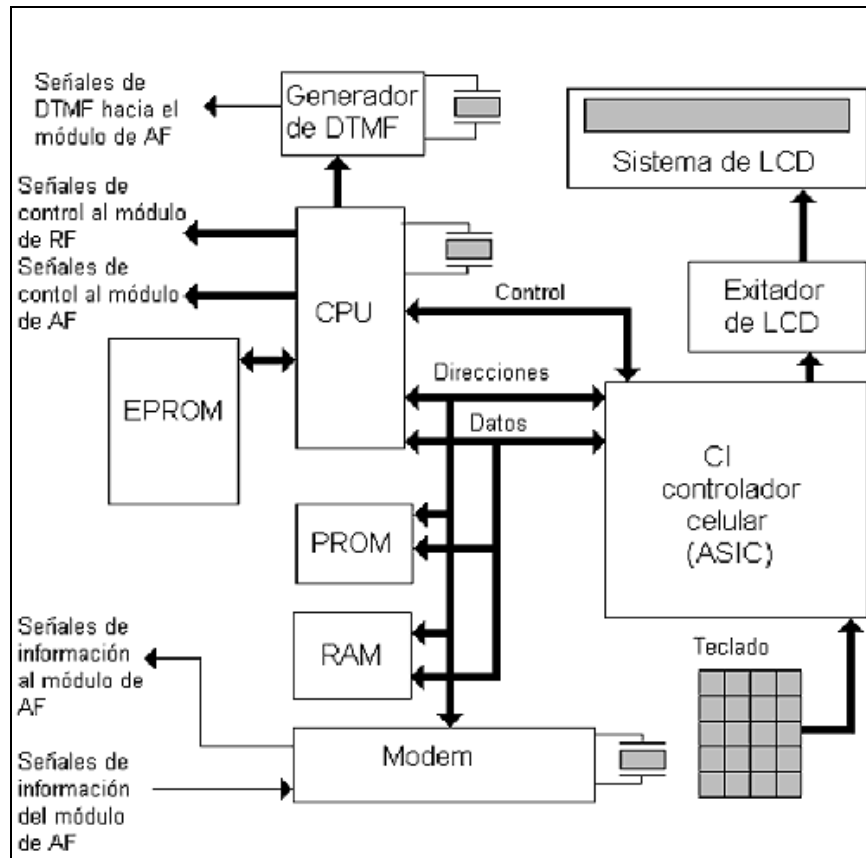 Señales de
DTMF hacia el
módulo de AF
Generador
de DTMF
Sistema de LCD
Señales de
control al módulo
de RF
Señales de
contol al módulo
de AF
CPU
Control
Exitador
de LCD
EPROM
Direcciones
Datos
CI
controlador
celular
(ASIC)
PROM
RAM
Señales de
información
al módulo de
AF
Teclado
Modem
Señales de
información
del módulo
de AF